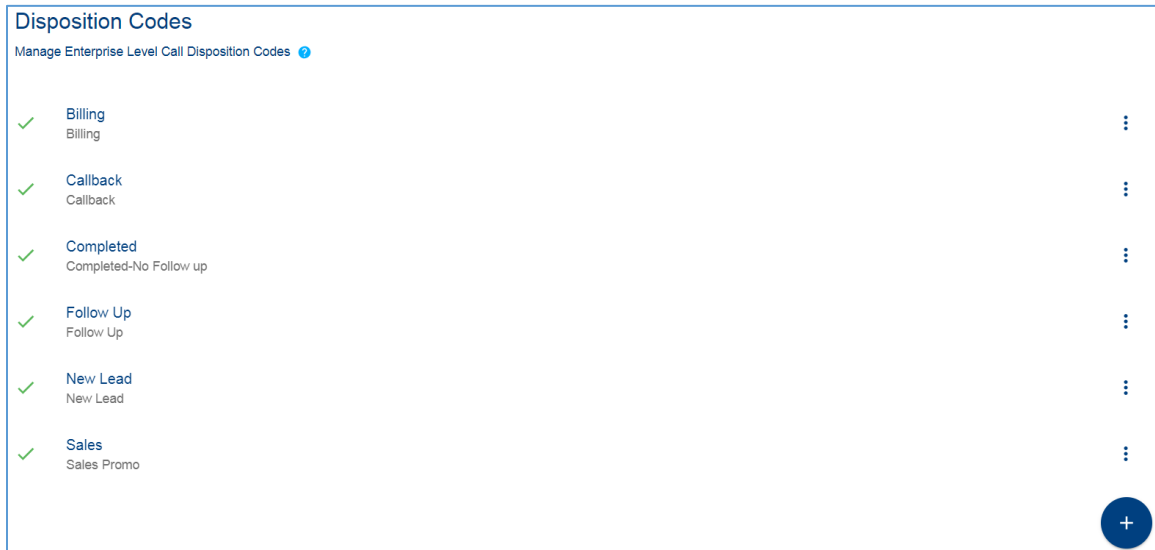 Disposition Codes
Manage Enterprise Level Call Disposition Codes ?
Billing
Billing
Callback
Callback
Completed
Completed-No Follow up
Follow Up
Follow Up
New Lead
New Lead
Sales
Sales Promo
+